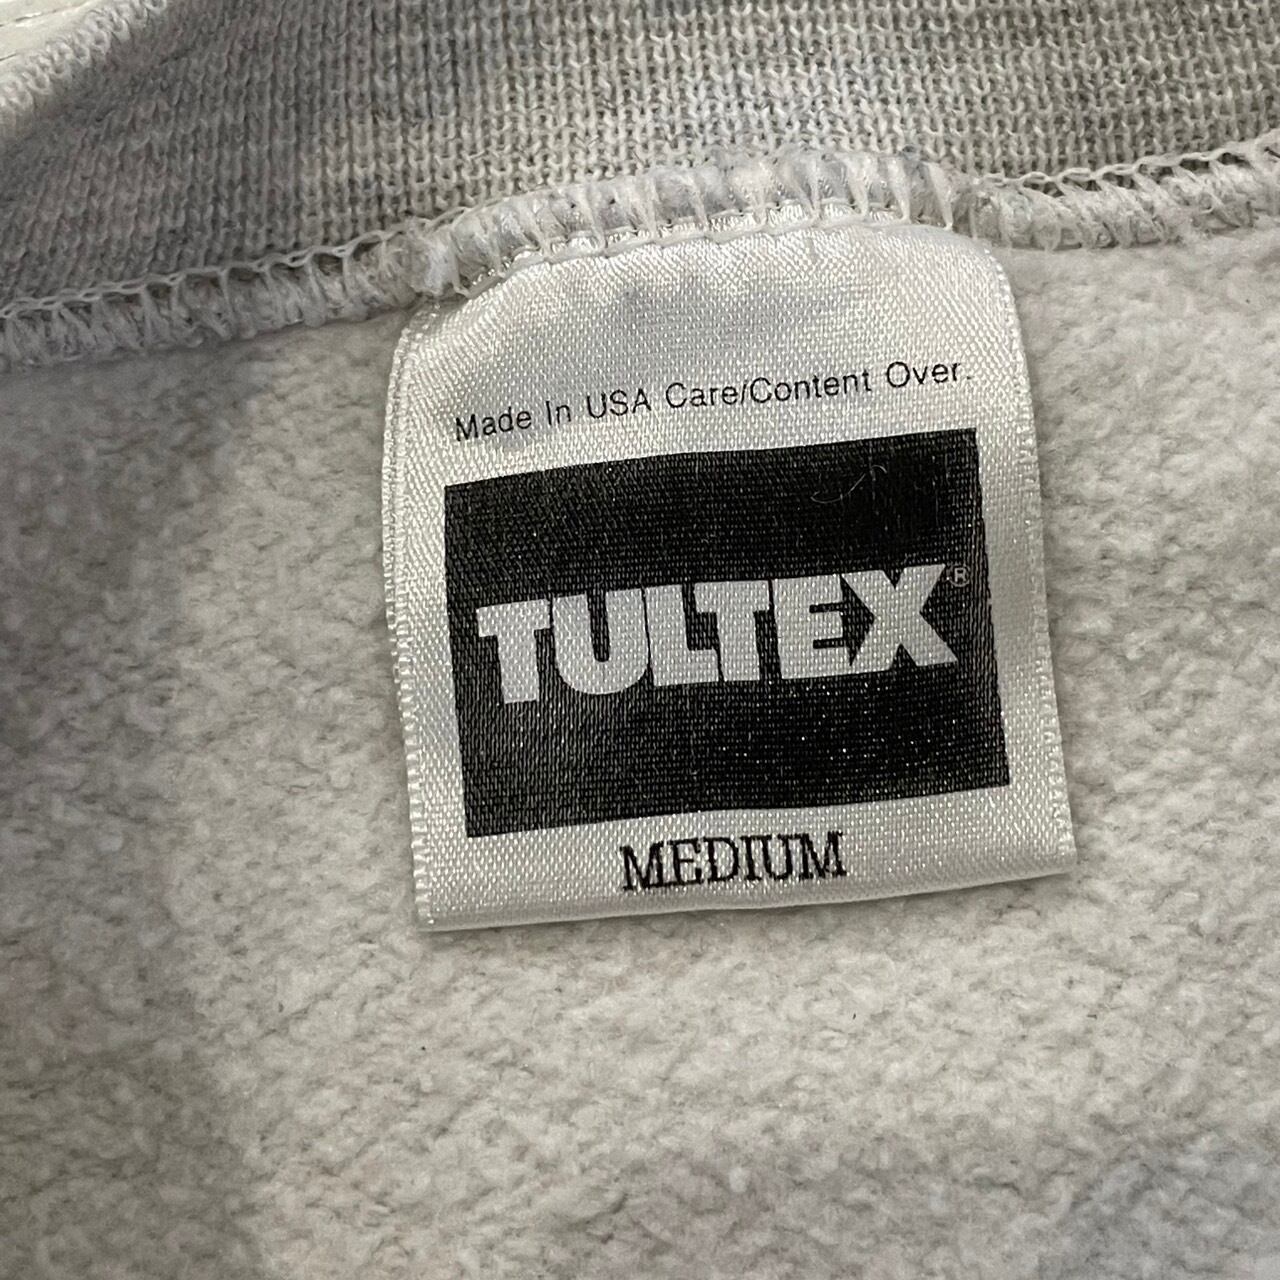 Made In USA Care/Content Over.
TULTEX®
MEDIUM